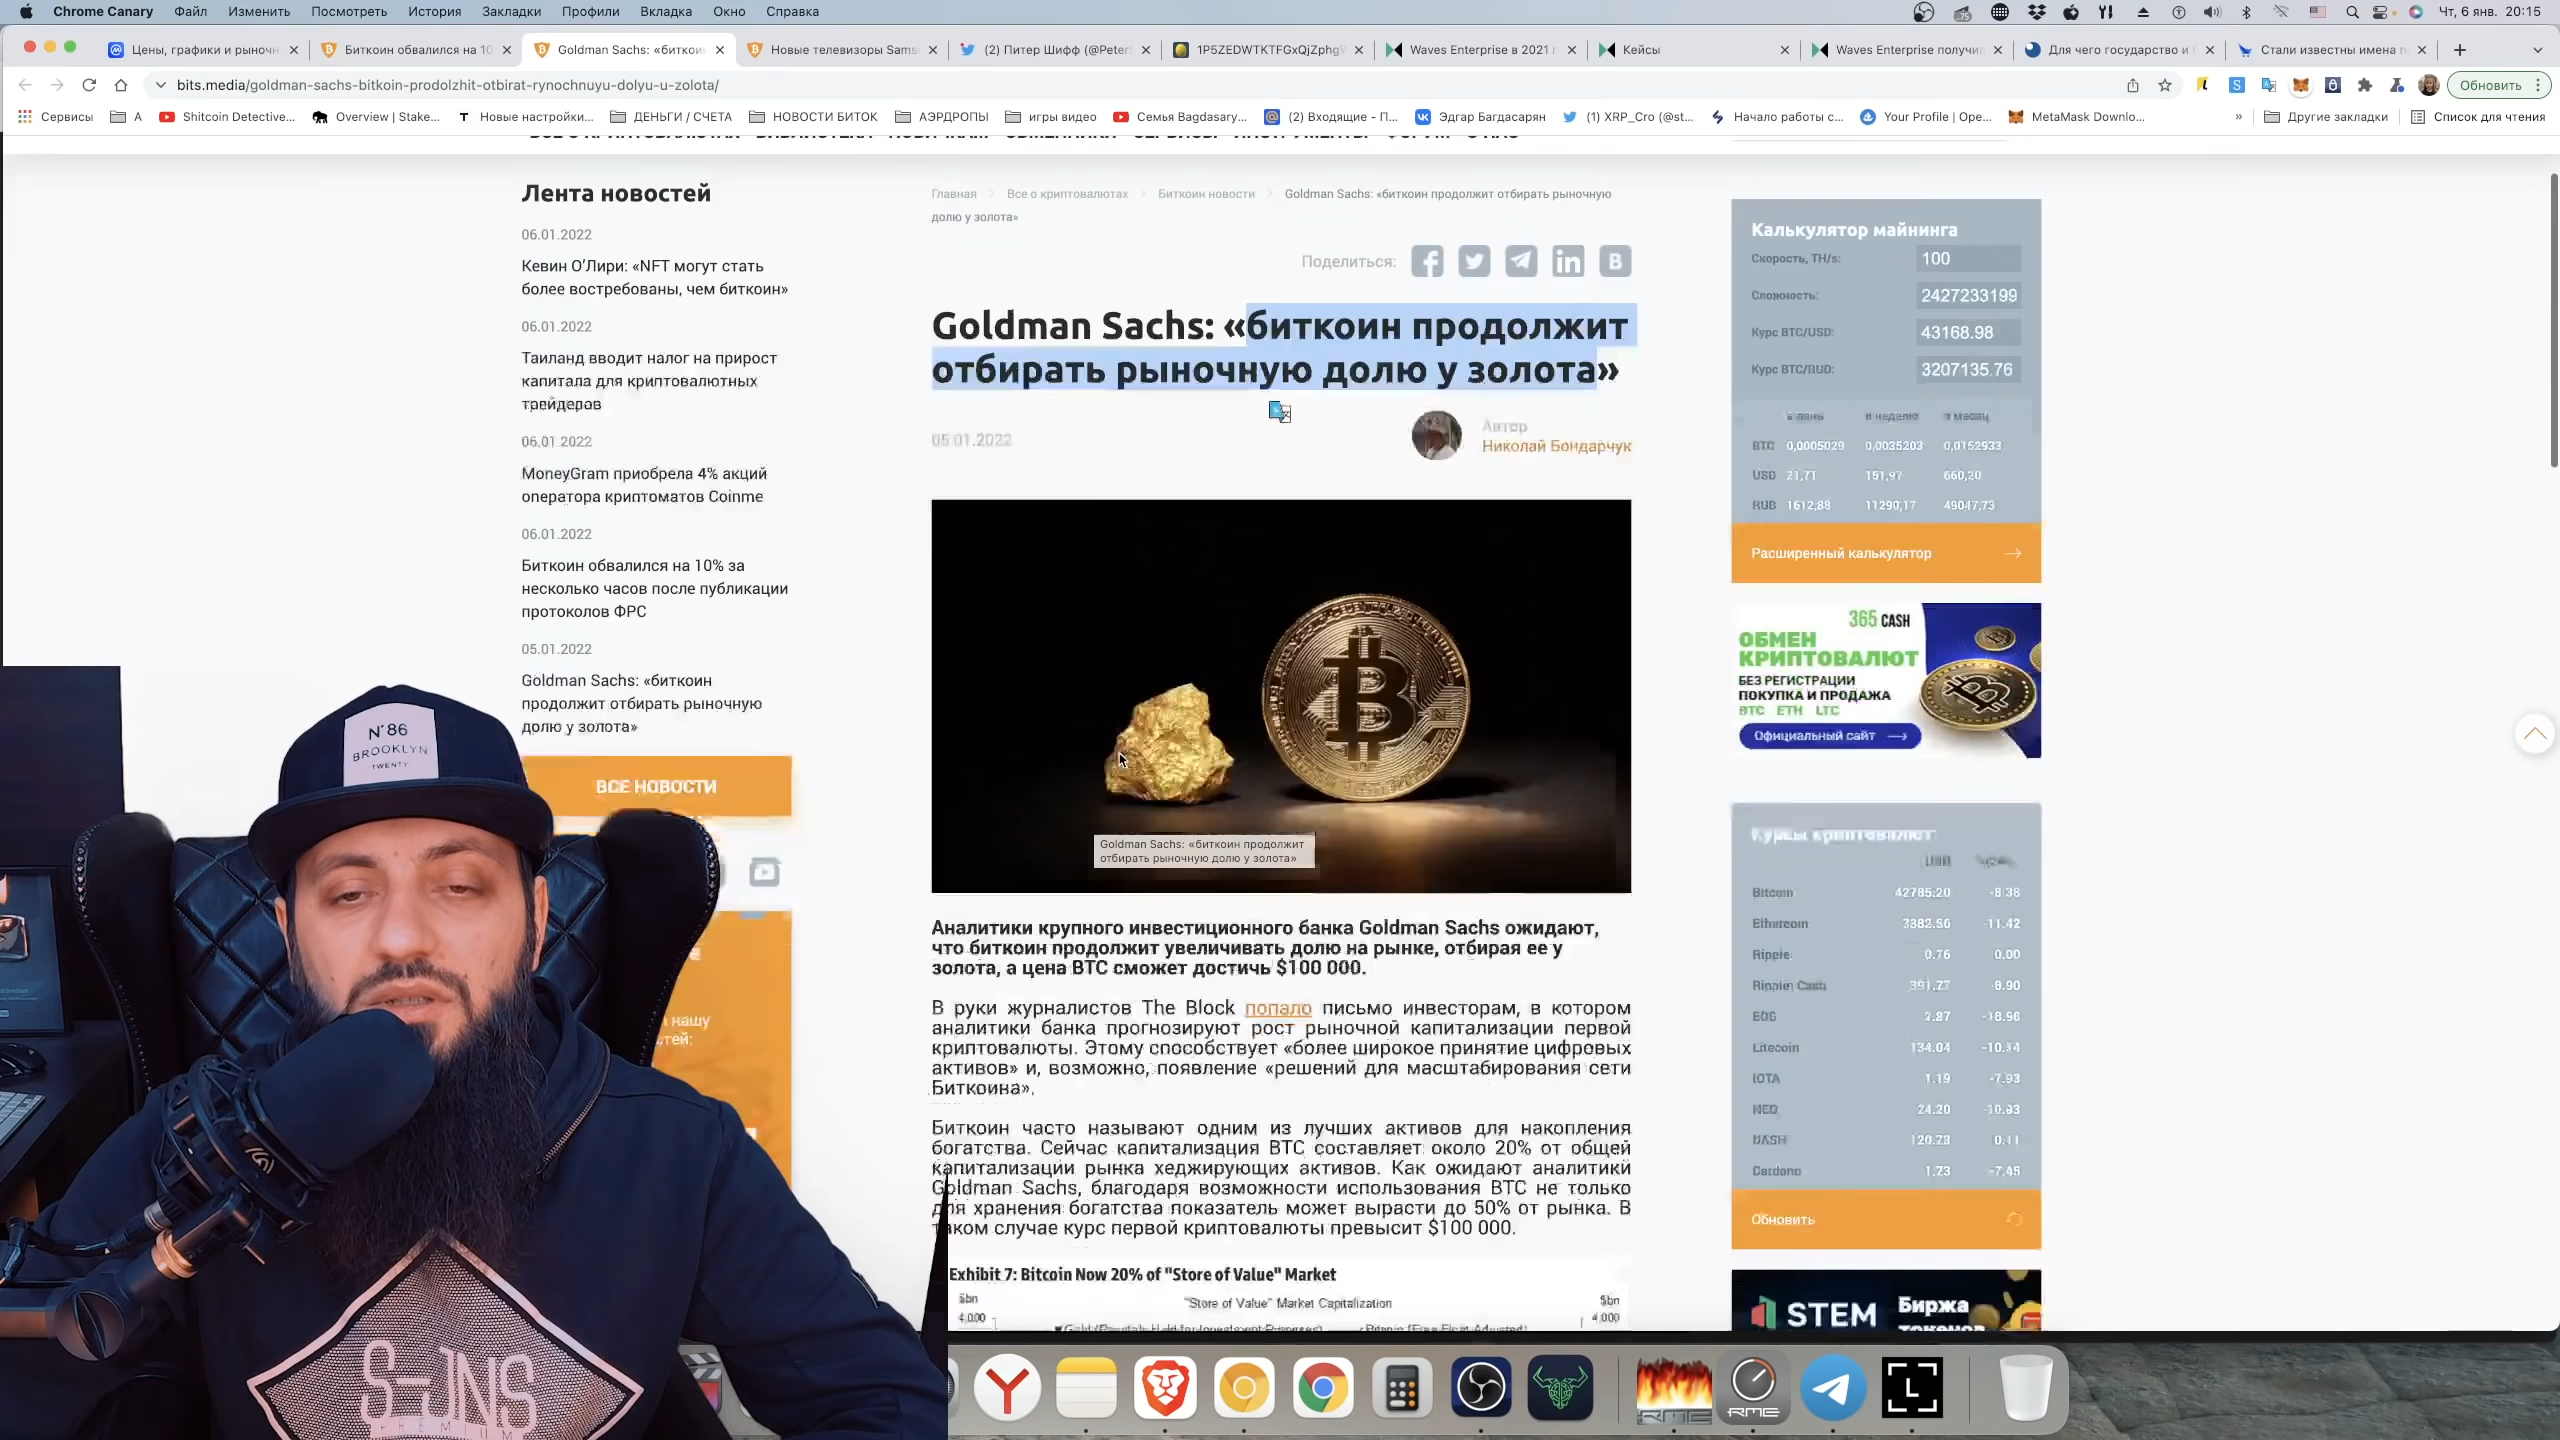 Chrome Canary Файл Изменить Посмотреть История Закладки Профили Вкладка Окно Справка
Чт, 6 янв. 20:15
Цены, графики и рыноч
Биткоин обвалился на 10
Goldman Sachs: «биткои
Новые телевизоры Sams
(2) Питер Шифф (@Peter
1P5ZEDWTKTFGxQjZphg
Waves Enterprise в 2021 г
Кейсы
Waves Enterprise получи
Для чего государство и
Стали известны имена п
bits.media/goldman-sachs-bitkoin-prodolzhit-otbirat-rynochnuyu-dolyu-u-zolota/
Обновить
Сервисы
А
Shitcoin Detective...
Overview | Stake...
Новые настройки...
ДЕНЬГИ / СЧЕТА
НОВОСТИ БИТОК
АЭРДРОПЫ
игры видео
Семья Bagdasary...
(2) Входящие - П...
Эдгар Багдасарян
(1) XRP_Cro (@st...
Начало работы с...
Your Profile | Ope...
MetaMask Downlo...
»
Другие закладки
Список для чтения
Лента новостей
06.01.2022
Кевин О’Лири: «NFT могут стать
более востребованы, чем биткоин»
06.01.2022
Таиланд вводит налог на прирост
капитала для криптовалютных
трейдеров
06.01.2022
MoneyGram приобрела 4% акций
оператора криптоматов Coinme
06.01.2022
Биткоин обвалился на 10% за
несколько часов после публикации
протоколов ФРС
05.01.2022
Goldman Sachs: «биткоин
продолжит отбирать рыночную
долю у золота»
ВСЕ НОВОСТИ
нашу
Главная
Все о криптовалютах
Биткоин новости
Goldman Sachs: «биткоин продолжит отбирать рыночную
долю у золота»
Поделиться:
Goldman Sachs: «биткоин продолжит
отбирать рыночную долю у золота»
05.01.2022
Автор
Николай Бондарчук
Goldman Sachs: «биткоин продолжит
отбирать рыночную долю у золота»
Аналитики крупного инвестиционного банка Goldman Sachs ожидают,
что биткоин продолжит увеличивать долю на рынке, отбирая ее у
золота, а цена BTC сможет достичь $100 000.
В руки журналистов The Block попало письмо инвесторам, в котором
аналитики банка прогнозируют рост рыночной капитализации первой
криптовалюты. Этому способствует «более широкое принятие цифровых
активов» и, возможно, появление «решений для масштабирования сети
Биткоина».
Биткоин часто называют одним из лучших активов для накопления
богатства. Сейчас капитализация BTC составляет около 20% от общей
капитализации рынка хеджирующих активов. Как ожидают аналитики
Goldman Sachs, благодаря возможности использования BTC не только
для хранения богатства показатель может вырасти до 50% от рынка. В
таком случае курс первой криптовалюты превысит $100 000.
Exhibit 7: Bitcoin Now 20% of "Store of Value" Market
$bn "Store of Value" Market Capitalization $bn
4,000 4,000
Калькулятор майнинга
Скорость, TH/s: 100
Сложность: 2427233199
Курс BTC/USD: 43168.98
Курс BTC/RUB: 3207135.76
BTC 0,0005029 0,0035203 0,0152933
USD 21,71 151,97 660,20
RUB 1612,88 11290,17 49047,73
Расширенный калькулятор
365 CASH
ОБМЕН
КРИПТОВАЛЮТ
БЕЗ РЕГИСТРАЦИИ
ПОКУПКА И ПРОДАЖА
BTC ETH LTC
Официальный сайт
Курсы криптовалют
Bitcoin 42785.20 -8.38
Ethereum -11.42
Ripple 0.76 0.00
-8.90
EOS 2.87
Litecoin 134.04
IOTA 1.19 -7.93
NEO 24.20
120.73
Cardano 1.23 -7.45
Обновить
STEM
Биржа
токенов
N°86
BROOKLYN
TWENTY
S-JNS
PREMIUM
RME
RME